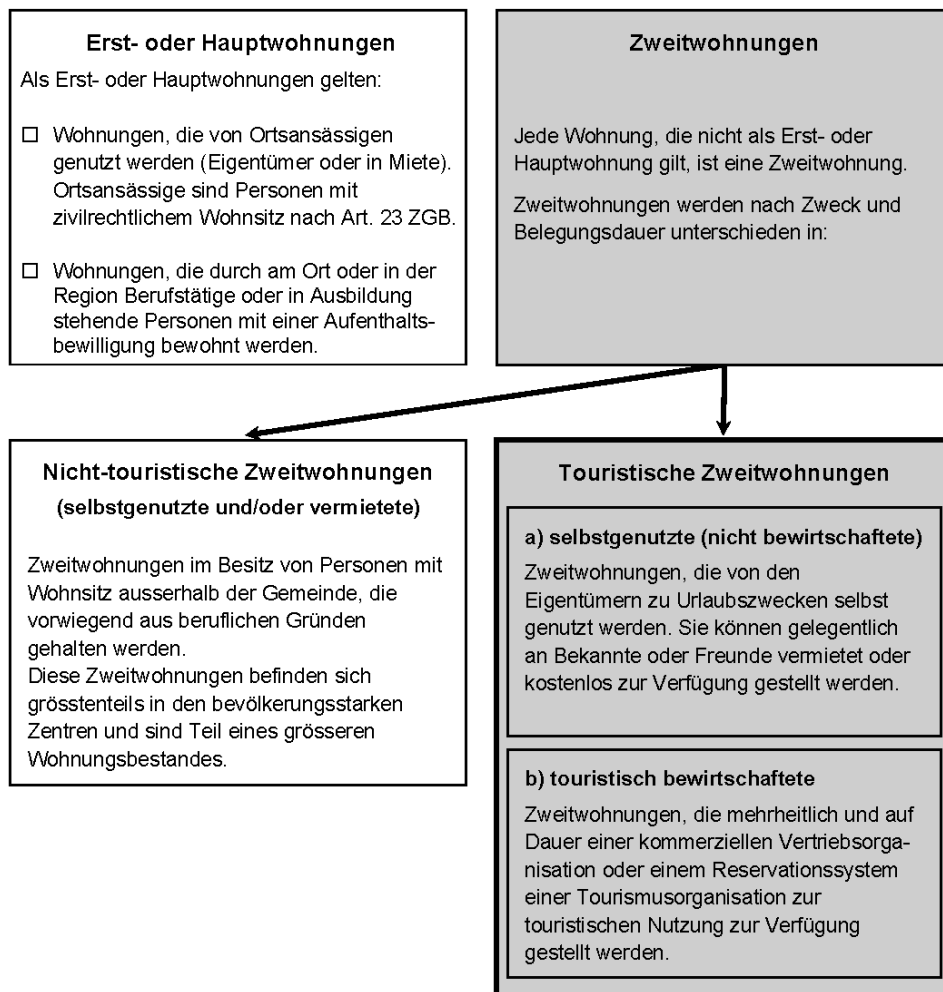 Erst- oder Hauptwohnungen
Als Erst- oder Hauptwohnungen gelten:
☐ Wohnungen, die von Ortsansässigen
genutzt werden (Eigentümer oder in Miete).
Ortsansässige sind Personen mit
zivilrechtlichem Wohnsitz nach Art. 23 ZGB.
☐ Wohnungen, die durch am Ort oder in der
Region Berufstätige oder in Ausbildung
stehende Personen mit einer Aufenthalts-
bewilligung bewohnt werden.
Zweitwohnungen
Jede Wohnung, die nicht als Erst- oder
Hauptwohnung gilt, ist eine Zweitwohnung.
Zweitwohnungen werden nach Zweck und
Belegungsdauer unterschieden in:
Nicht-touristische Zweitwohnungen
(selbstgenutzte und/oder vermietete)
Zweitwohnungen im Besitz von Personen mit
Wohnsitz ausserhalb der Gemeinde, die
vorwiegend aus beruflichen Gründen
gehalten werden.
Diese Zweitwohnungen befinden sich
grösstenteils in den bevölkerungsstarken
Zentren und sind Teil eines grösseren
Wohnungsbestandes.
Touristische Zweitwohnungen
a) selbstgenutzte (nicht bewirtschaftete)
Zweitwohnungen, die von den
Eigentümern zu Urlaubszwecken selbst
genutzt werden. Sie können gelegentlich
an Bekannte oder Freunde vermietet oder
kostenlos zur Verfügung gestellt werden.
b) touristisch bewirtschaftete
Zweitwohnungen, die mehrheitlich und auf
Dauer einer kommerziellen Vertriebsorga-
nisation oder einem Reservationssystem
einer Tourismusorganisation zur
touristischen Nutzung zur Verfügung
gestellt werden.